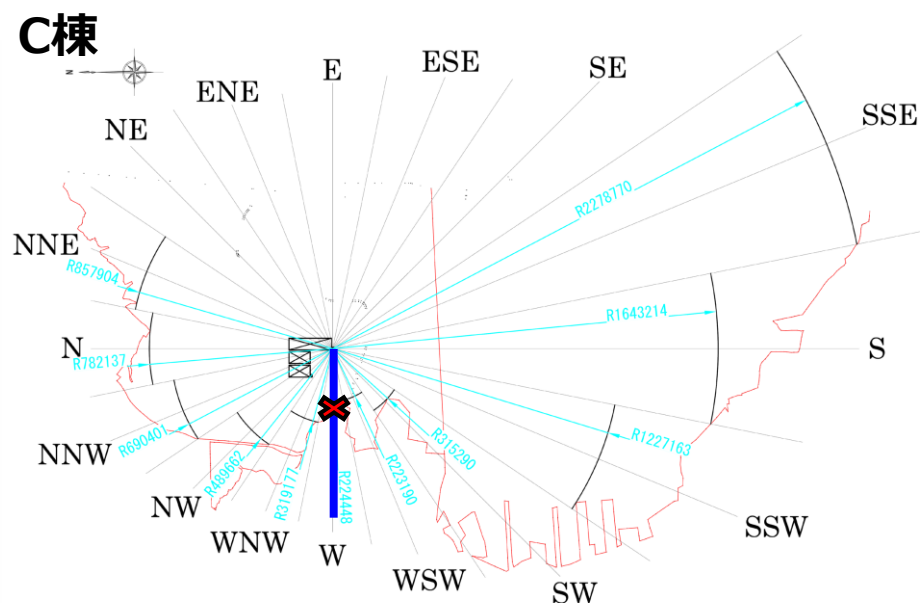 C棟
N
E
ENE
ESE
NE
SE
SSE
R2278770
NNE
R857904
R1643214
N
S
R782137
NNW
R690401
R489662
R319177
R224448
R223190
R315290
R1227163
NW
WNW
W
WSW
SW
SSW